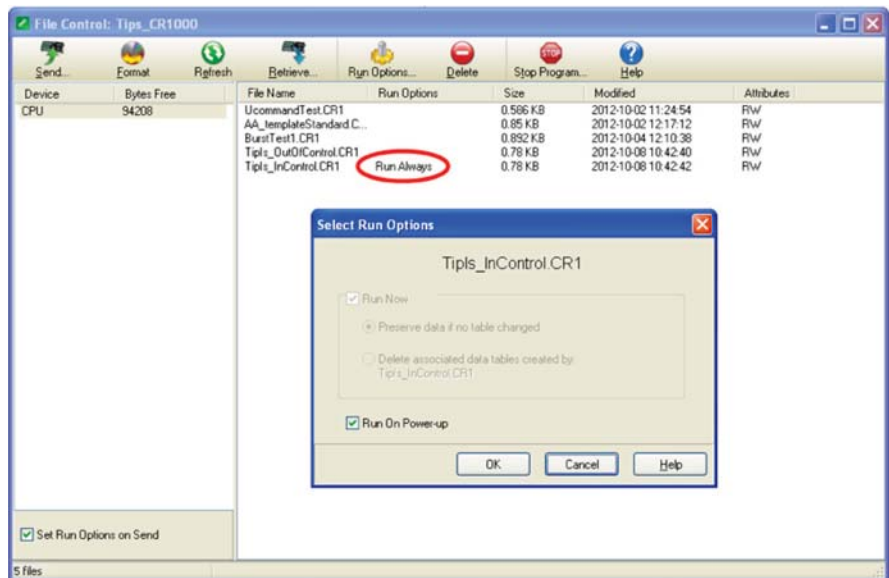 File Control: Tips_CR1000
Send... Format Refresh Retrieve... Run Options... Delete Stop Program... Help
Device Bytes Free
CPU 94208
File Name Run Options Size Modified Attributes
UcommandTest.CR1 0.586 KB 2012-10-02 11:24:54 RW
AA_templateStandard.C... 0.85 KB 2012-10-02 12:17:12 RW
BurstTest1.CR1 0.892 KB 2012-10-04 12:10:38 RW
Tipls_OutOfControl.CR1 0.78 KB 2012-10-08 10:42:40 RW
Tipls_InControl.CR1 Run Always 0.78 KB 2012-10-08 10:42:42 RW
Select Run Options
Tipls_InControl.CR1
Run Now
Preserve data if no table changed
Delete associated data tables created by:
Tipls_InControl.CR1
Run On Power-up
OK Cancel Help
Set Run Options on Send
5 files